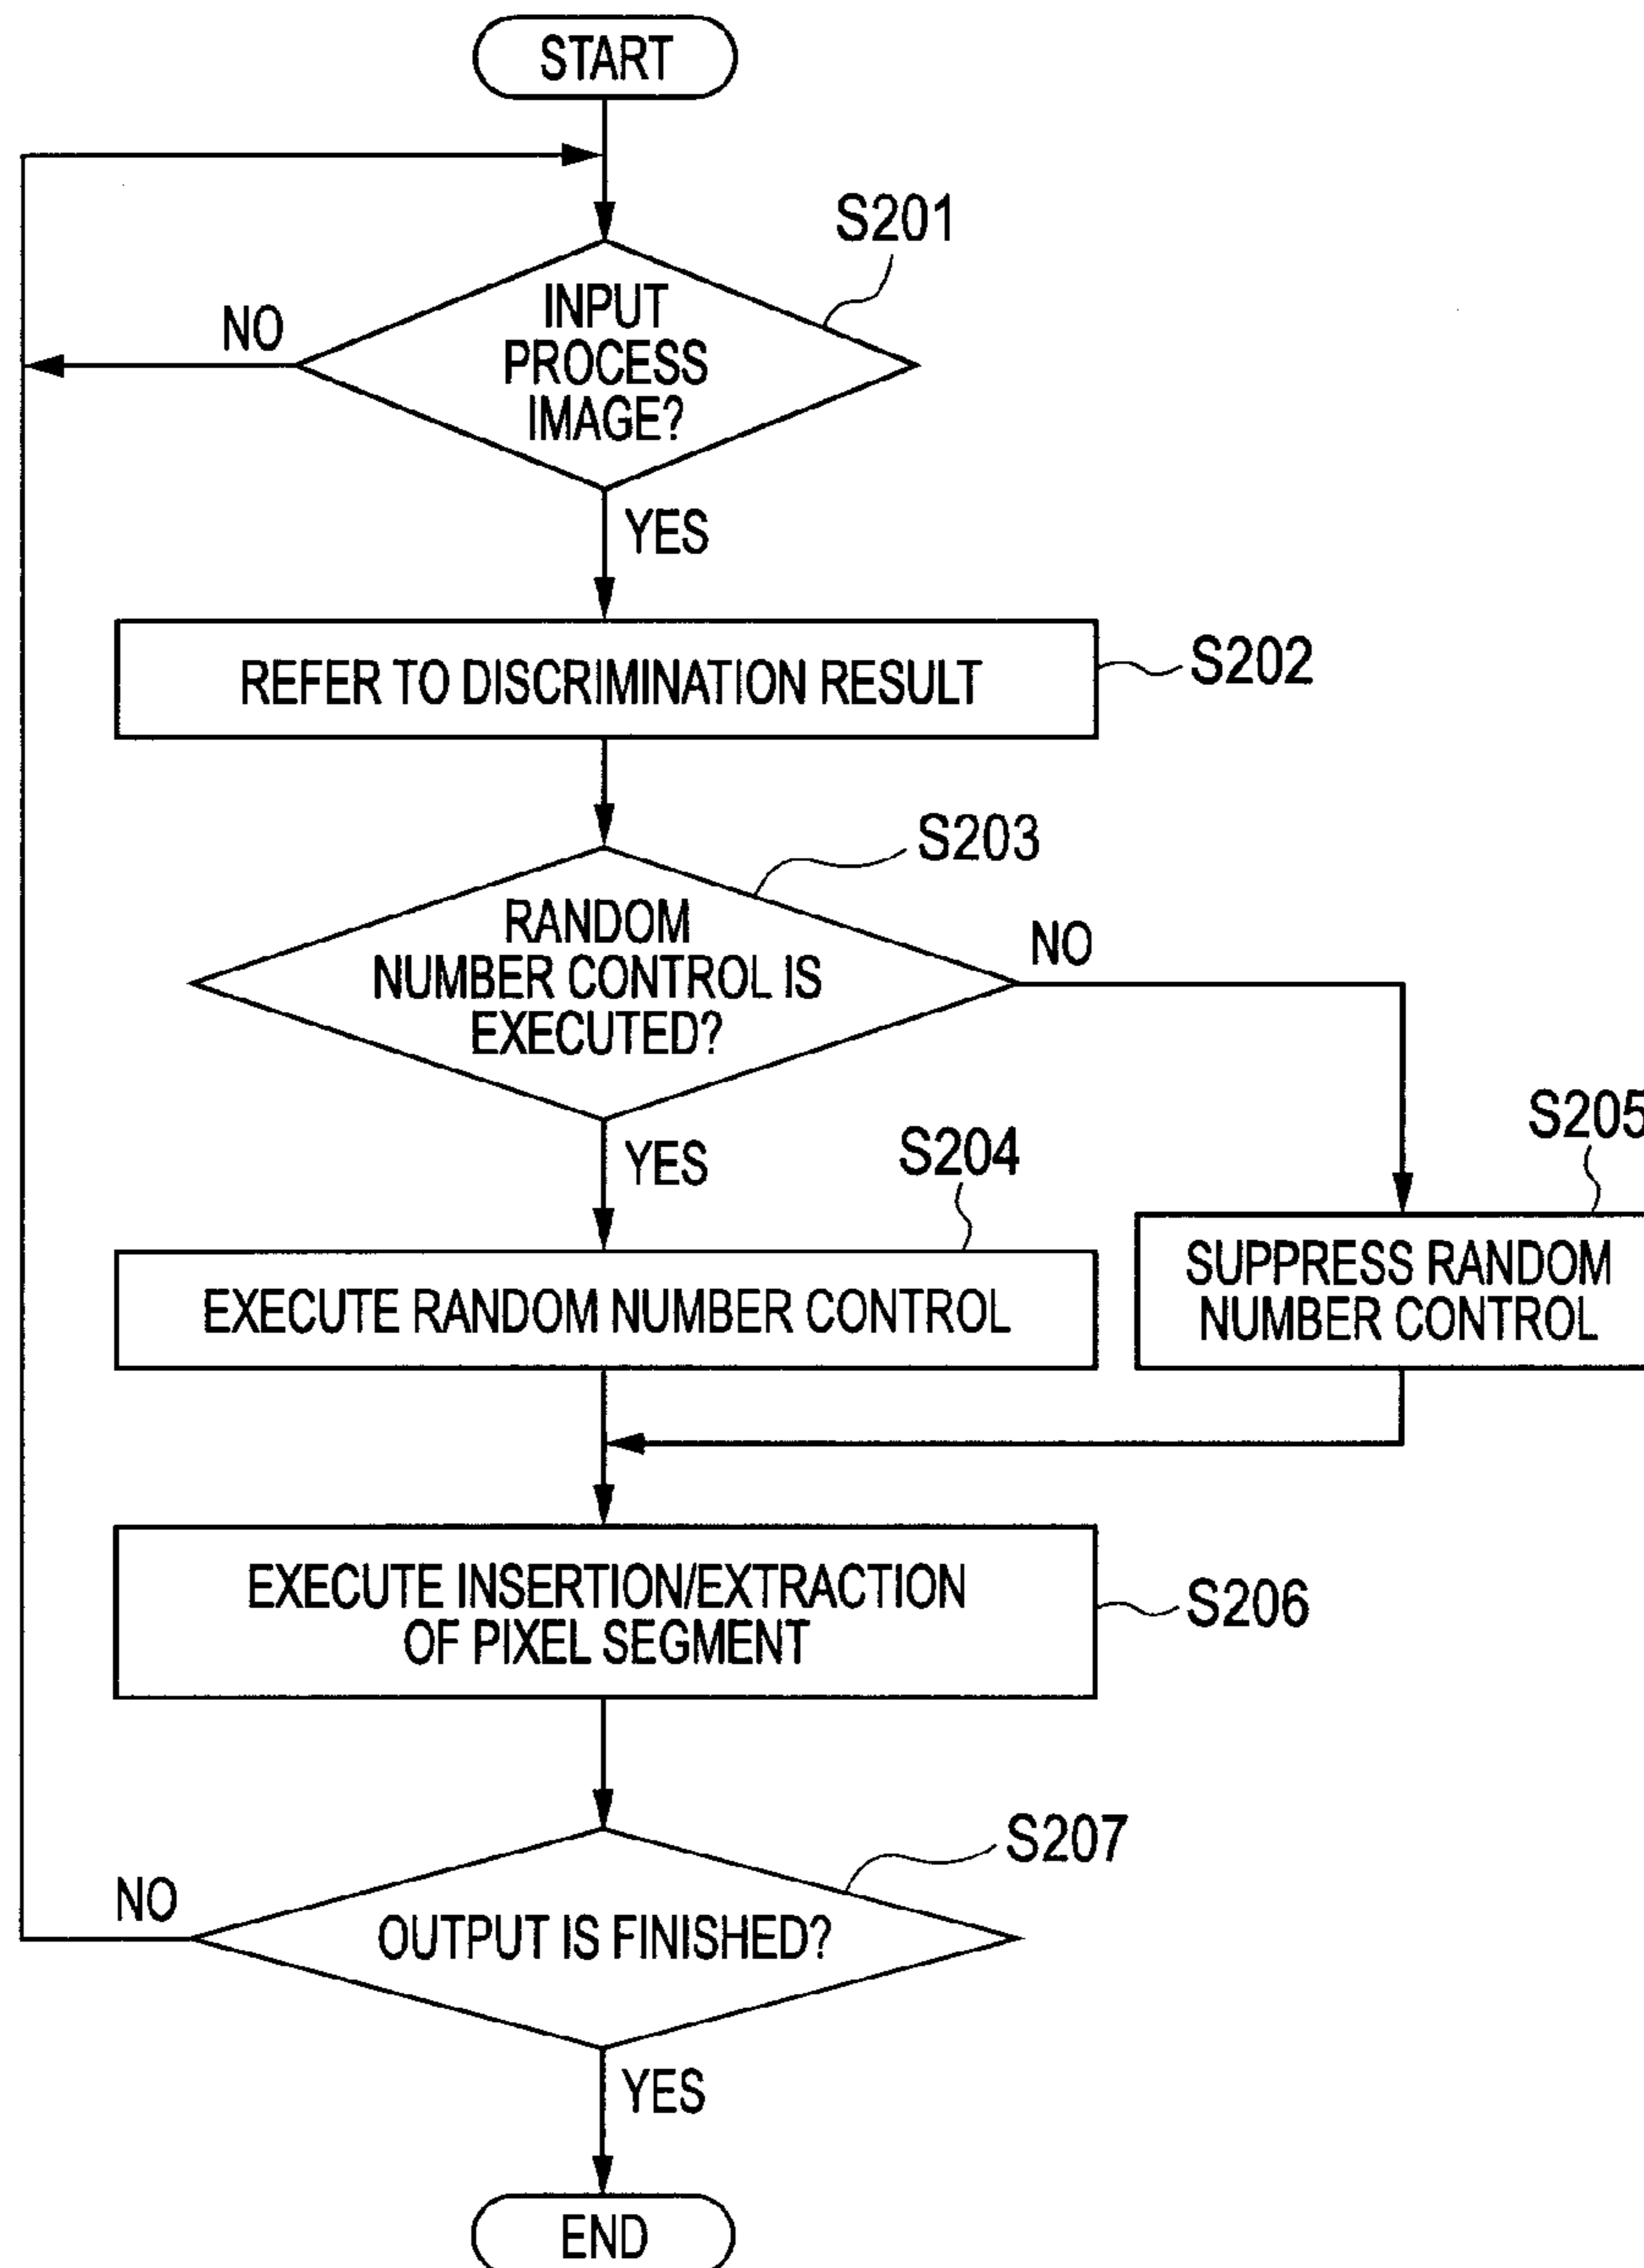 START
S201
INPUT
PROCESS
IMAGE?
NO
YES
REFER TO DISCRIMINATION RESULT
S202
S203
RANDOM
NUMBER CONTROL IS
EXECUTED?
NO
YES
S204
S205
EXECUTE RANDOM NUMBER CONTROL
SUPPRESS RANDOM
NUMBER CONTROL
EXECUTE INSERTION/EXTRACTION
OF PIXEL SEGMENT
S206
S207
NO
OUTPUT IS FINISHED?
YES
END